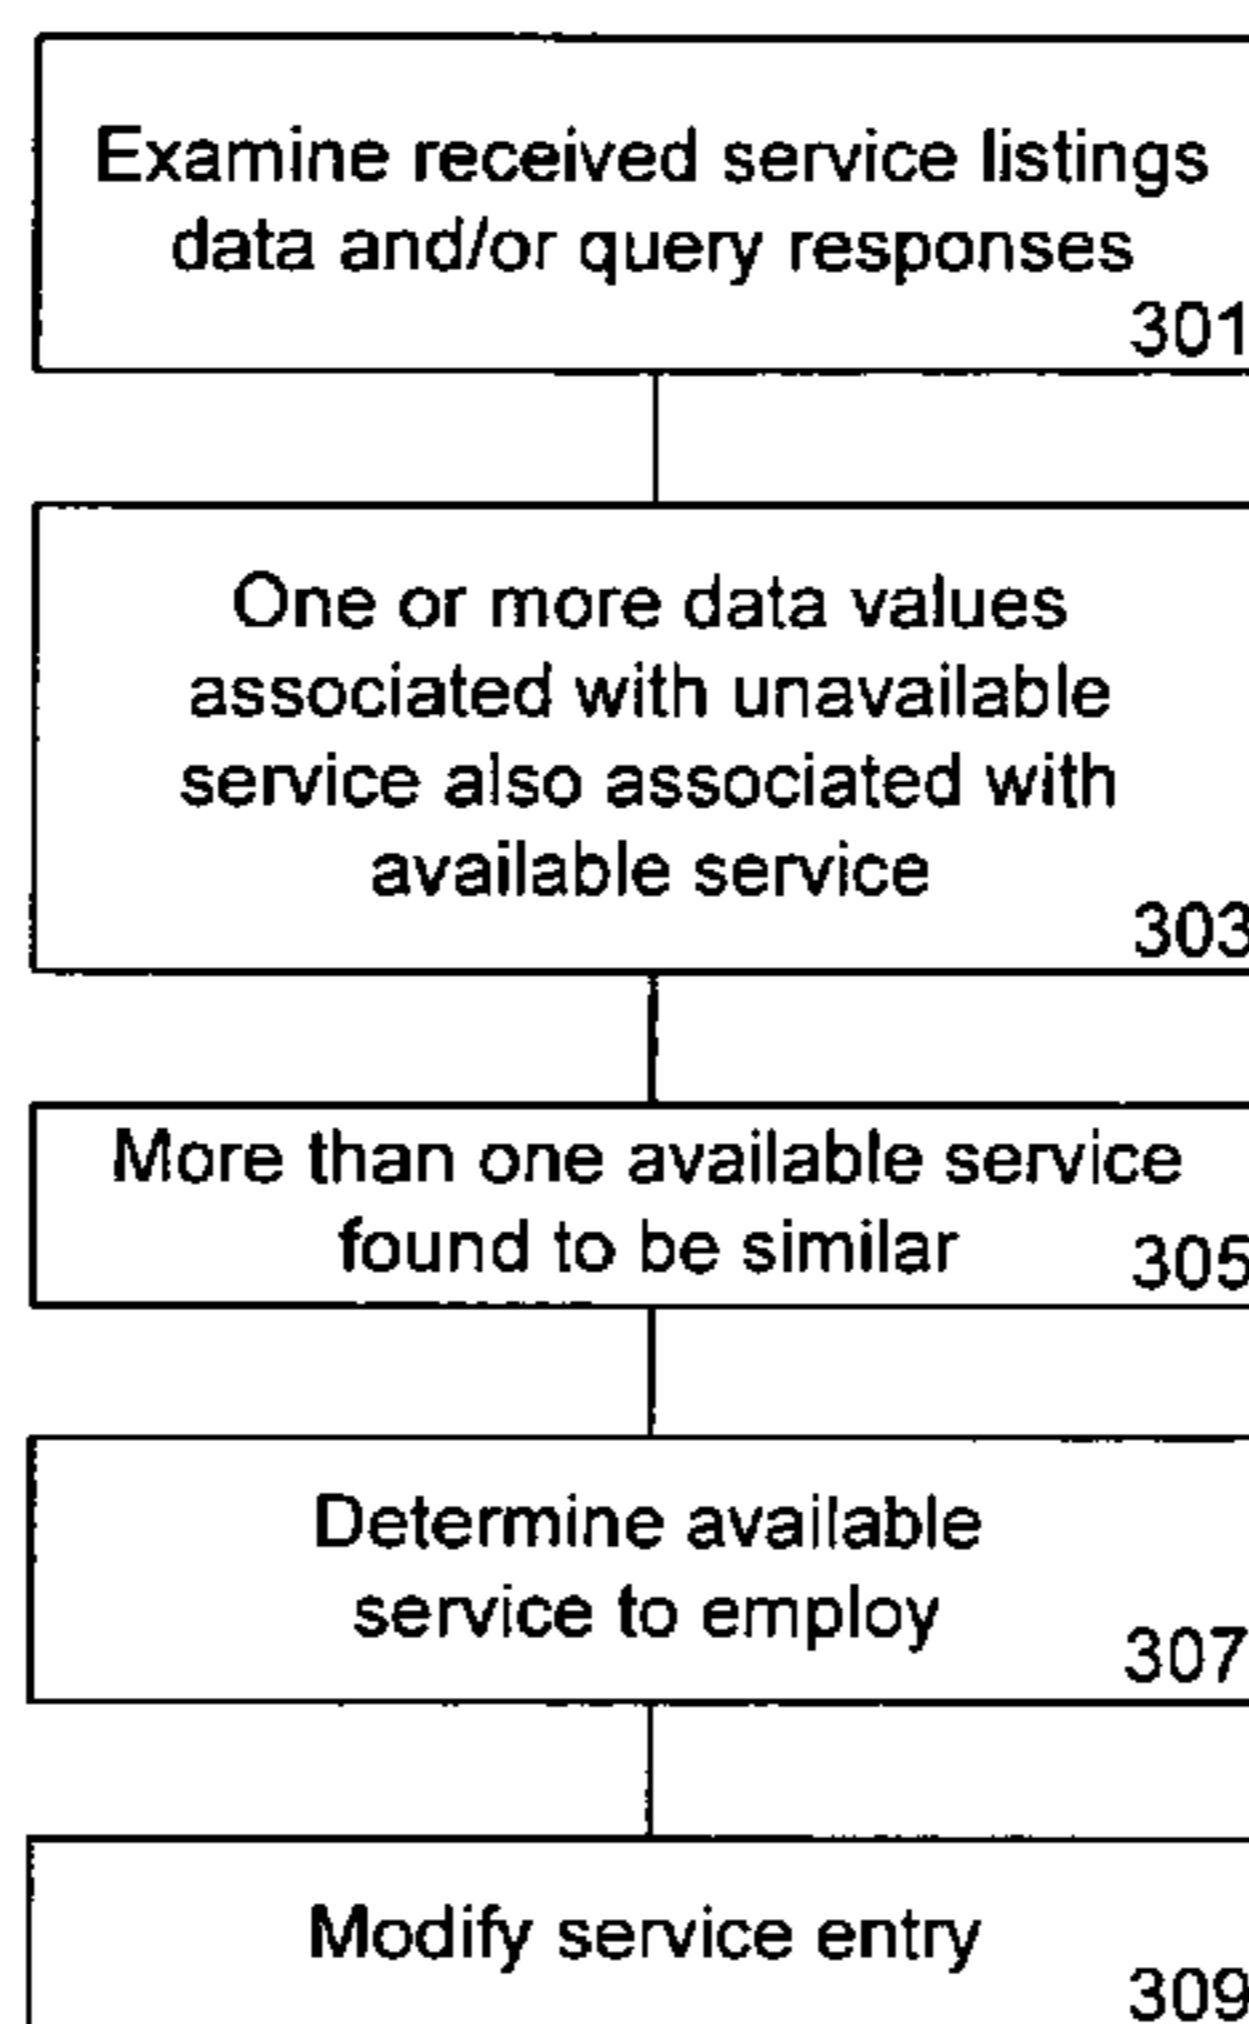 Examine received service listings
data and/or query responses
301
One or more data values
associated with unavailable
service also associated with
available service
303
More than one available service
found to be similar
305
Determine available
service to employ
307
Modify service entry
309